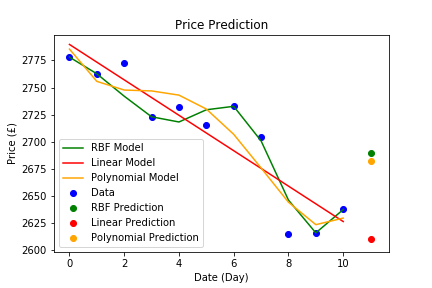 Price Prediction
Price (£)
2775
2750
2725
2700
2675
2650
2625
2600
RBF Model
Linear Model
Polynomial Model
Data
RBF Prediction
Linear Prediction
Polynomial Prediction
0 2 4 6 8 10
Date (Day)